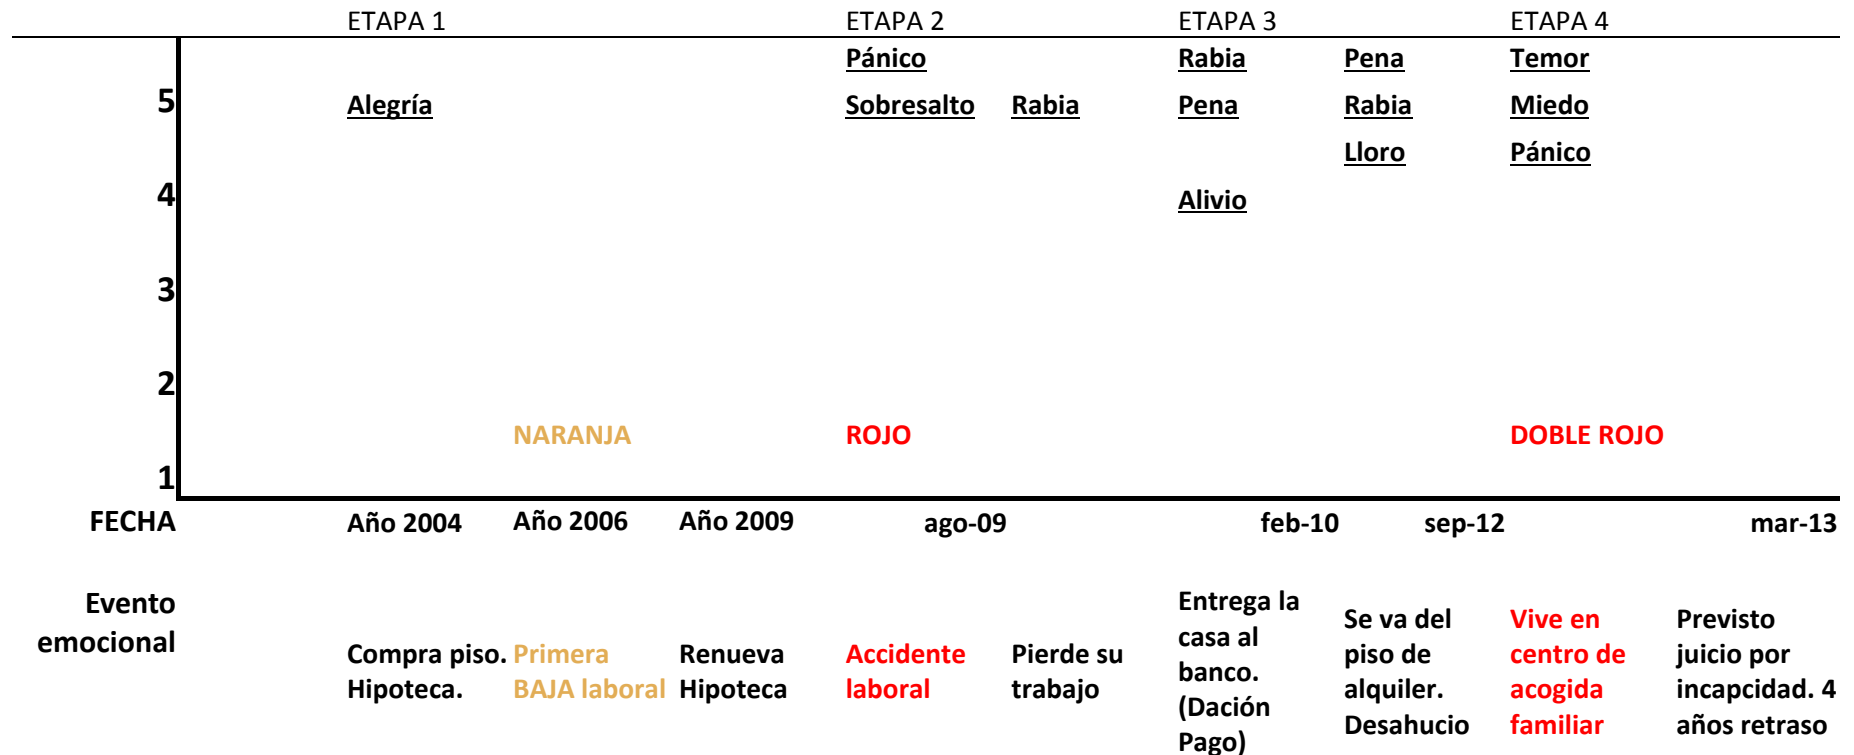 ETAPA 1 ETAPA 2 ETAPA 3 ETAPA 4
Pánico Rabia Pena Temor
5 Alegría Sobresalto Rabia Pena Rabia Miedo
Lloro Pánico
4 Alivio
3
2
NARANJA ROJO DOBLE ROJO
1
FECHA Año 2004 Año 2006 Año 2009 ago-09 feb-10 sep-12 mar-13
Evento
emocional
Compra piso.
Hipoteca.
Primera
BAJA laboral
Renueva
Hipoteca
Accidente
laboral
Pierde su
trabajo
Entrega la
casa al
banco.
(Dación
Pago)
Se va del
piso de
alquiler.
Desahucio
Vive en
centro de
acogida
familiar
Previsto
juicio por
incapcidad. 4
años retraso